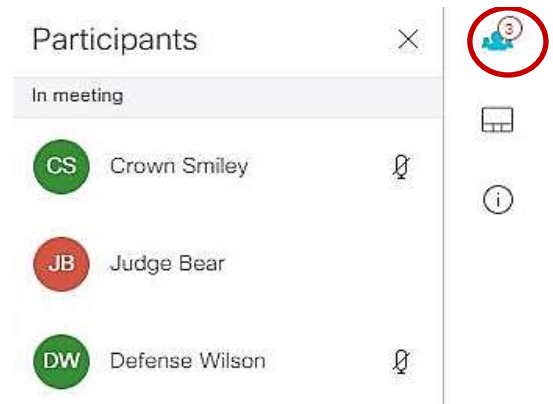 Participants
3
In meeting
CS Crown Smiley
JB Judge Bear
DW Defense Wilson